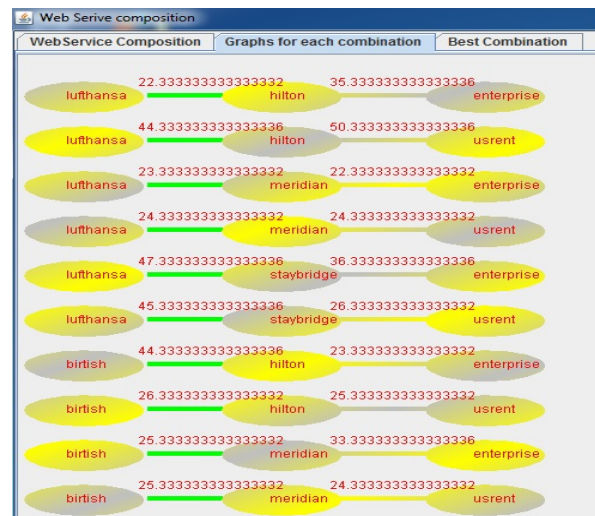 Web Serive composition
WebService Composition Graphs for each combination Best Combination
22.333333333333332 35.333333333333336
lufthansa hilton enterprise
44.333333333333336 50.333333333333336
lufthansa hilton usrent
23.333333333333332 22.333333333333332
lufthansa meridian enterprise
24.333333333333332 24.333333333333332
lufthansa meridian usrent
47.333333333333336 36.333333333333336
lufthansa staybridge enterprise
45.333333333333336 26.333333333333332
lufthansa staybridge usrent
44.333333333333336 23.333333333333332
birtish hilton enterprise
26.333333333333332 25.333333333333332
birtish hilton usrent
25.333333333333332 33.333333333333336
birtish meridian enterprise
25.333333333333332 24.333333333333332
birtish meridian usrent